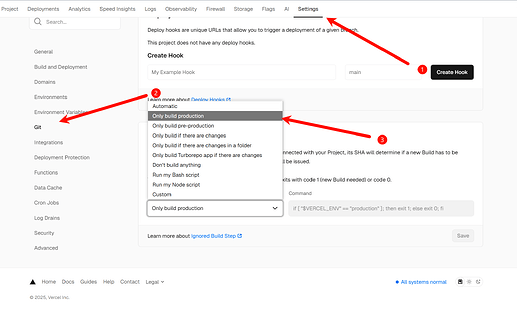 Project Deployments Analytics Speed Insights Logs Observability Firewall Storage Flags AI Settings
Search...
Deploy hooks are unique URLs that allow you to trigger a deployment of a given branch.
This project does not have any deploy hooks.
Create Hook
My Example Hook main Create Hook
1
Learn more about Deploy Hooks
General
Build and Deployment
Domains
Environments
Environment Variables
Git
Integrations
Deployment Protection
Functions
Data Cache
Cron Jobs
Log Drains
Security
Advanced
2
Automatic
Only build production
Only build pre-production
Only build if there are changes
Only build if there are changes in a folder
Only build Turborepo app if there are changes
Don't build anything
Run my Bash script
Run my Node script
Custom
3
nnected with your Project, its SHA will determine if a new Build has to be
ll be issued.
xits with code 1 (new Build needed) or code 0.
Command
Only build production
if [ "$VERCEL_ENV" == "production" ]; then exit 1; else exit 0; fi
Learn more about Ignored Build Step Save
Home Docs Guides Help Contact Legal All systems normal
© 2025, Vercel Inc.